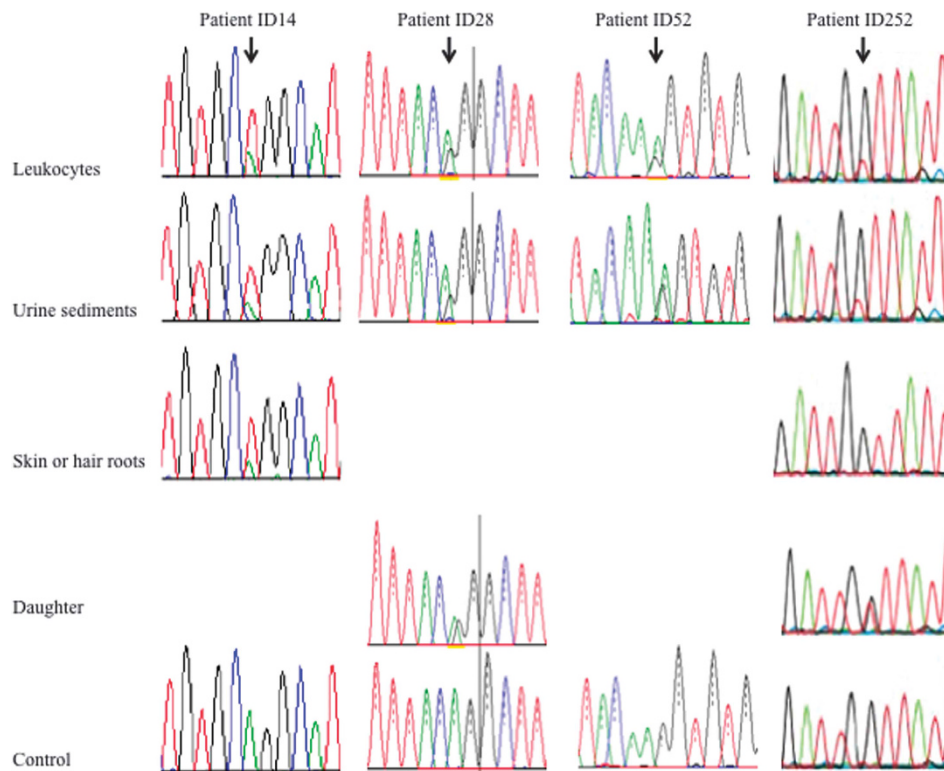 Patient ID14 Patient ID28 Patient ID52 Patient ID252
Leukocytes
Urine sediments
Skin or hair roots
Daughter
Control